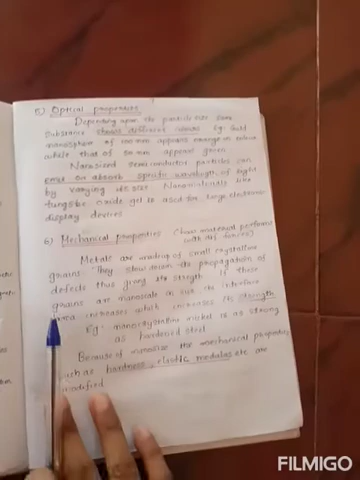 5) Optical properties
Depending upon the particle size same
substance shows different colours Eg: Gold
nanosphere of 100 nm appears orange in colour
while that of 50 nm appears green
Nanosized semi-conductive particles can
emit or absorb specific wavelength of light
by varying its size. Nanomaterials like
tungstic oxide gel is used for large electronic
display devices
6) Mechanical properties (how material performs
with diff forces)
Metals are made up of small crystalline
grains. They slow down the propagation of
defects thus giving its strength. If these
grains are nanoscale in size the interface
area increases which increases its strength
Eg: nanocrystalline nickel is as strong
as hardened steel
Because of nanosize the mechanical properties
such as hardness, elastic modulus etc are
modified
FILMIGO